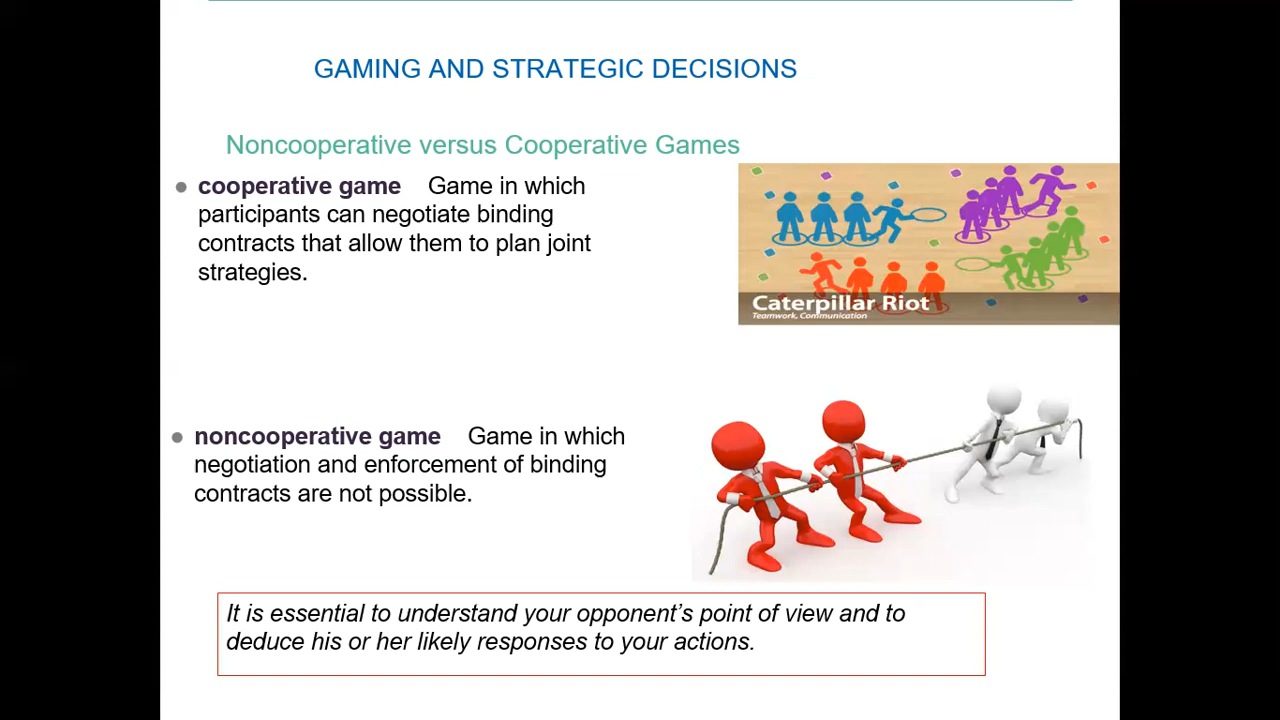 GAMING AND STRATEGIC DECISIONS
Noncooperative versus Cooperative Games
● cooperative game Game in which
participants can negotiate binding
contracts that allow them to plan joint
strategies.
Caterpillar Riot
Teamwork, Communication
● noncooperative game Game in which
negotiation and enforcement of binding
contracts are not possible.
It is essential to understand your opponent’s point of view and to
deduce his or her likely responses to your actions.